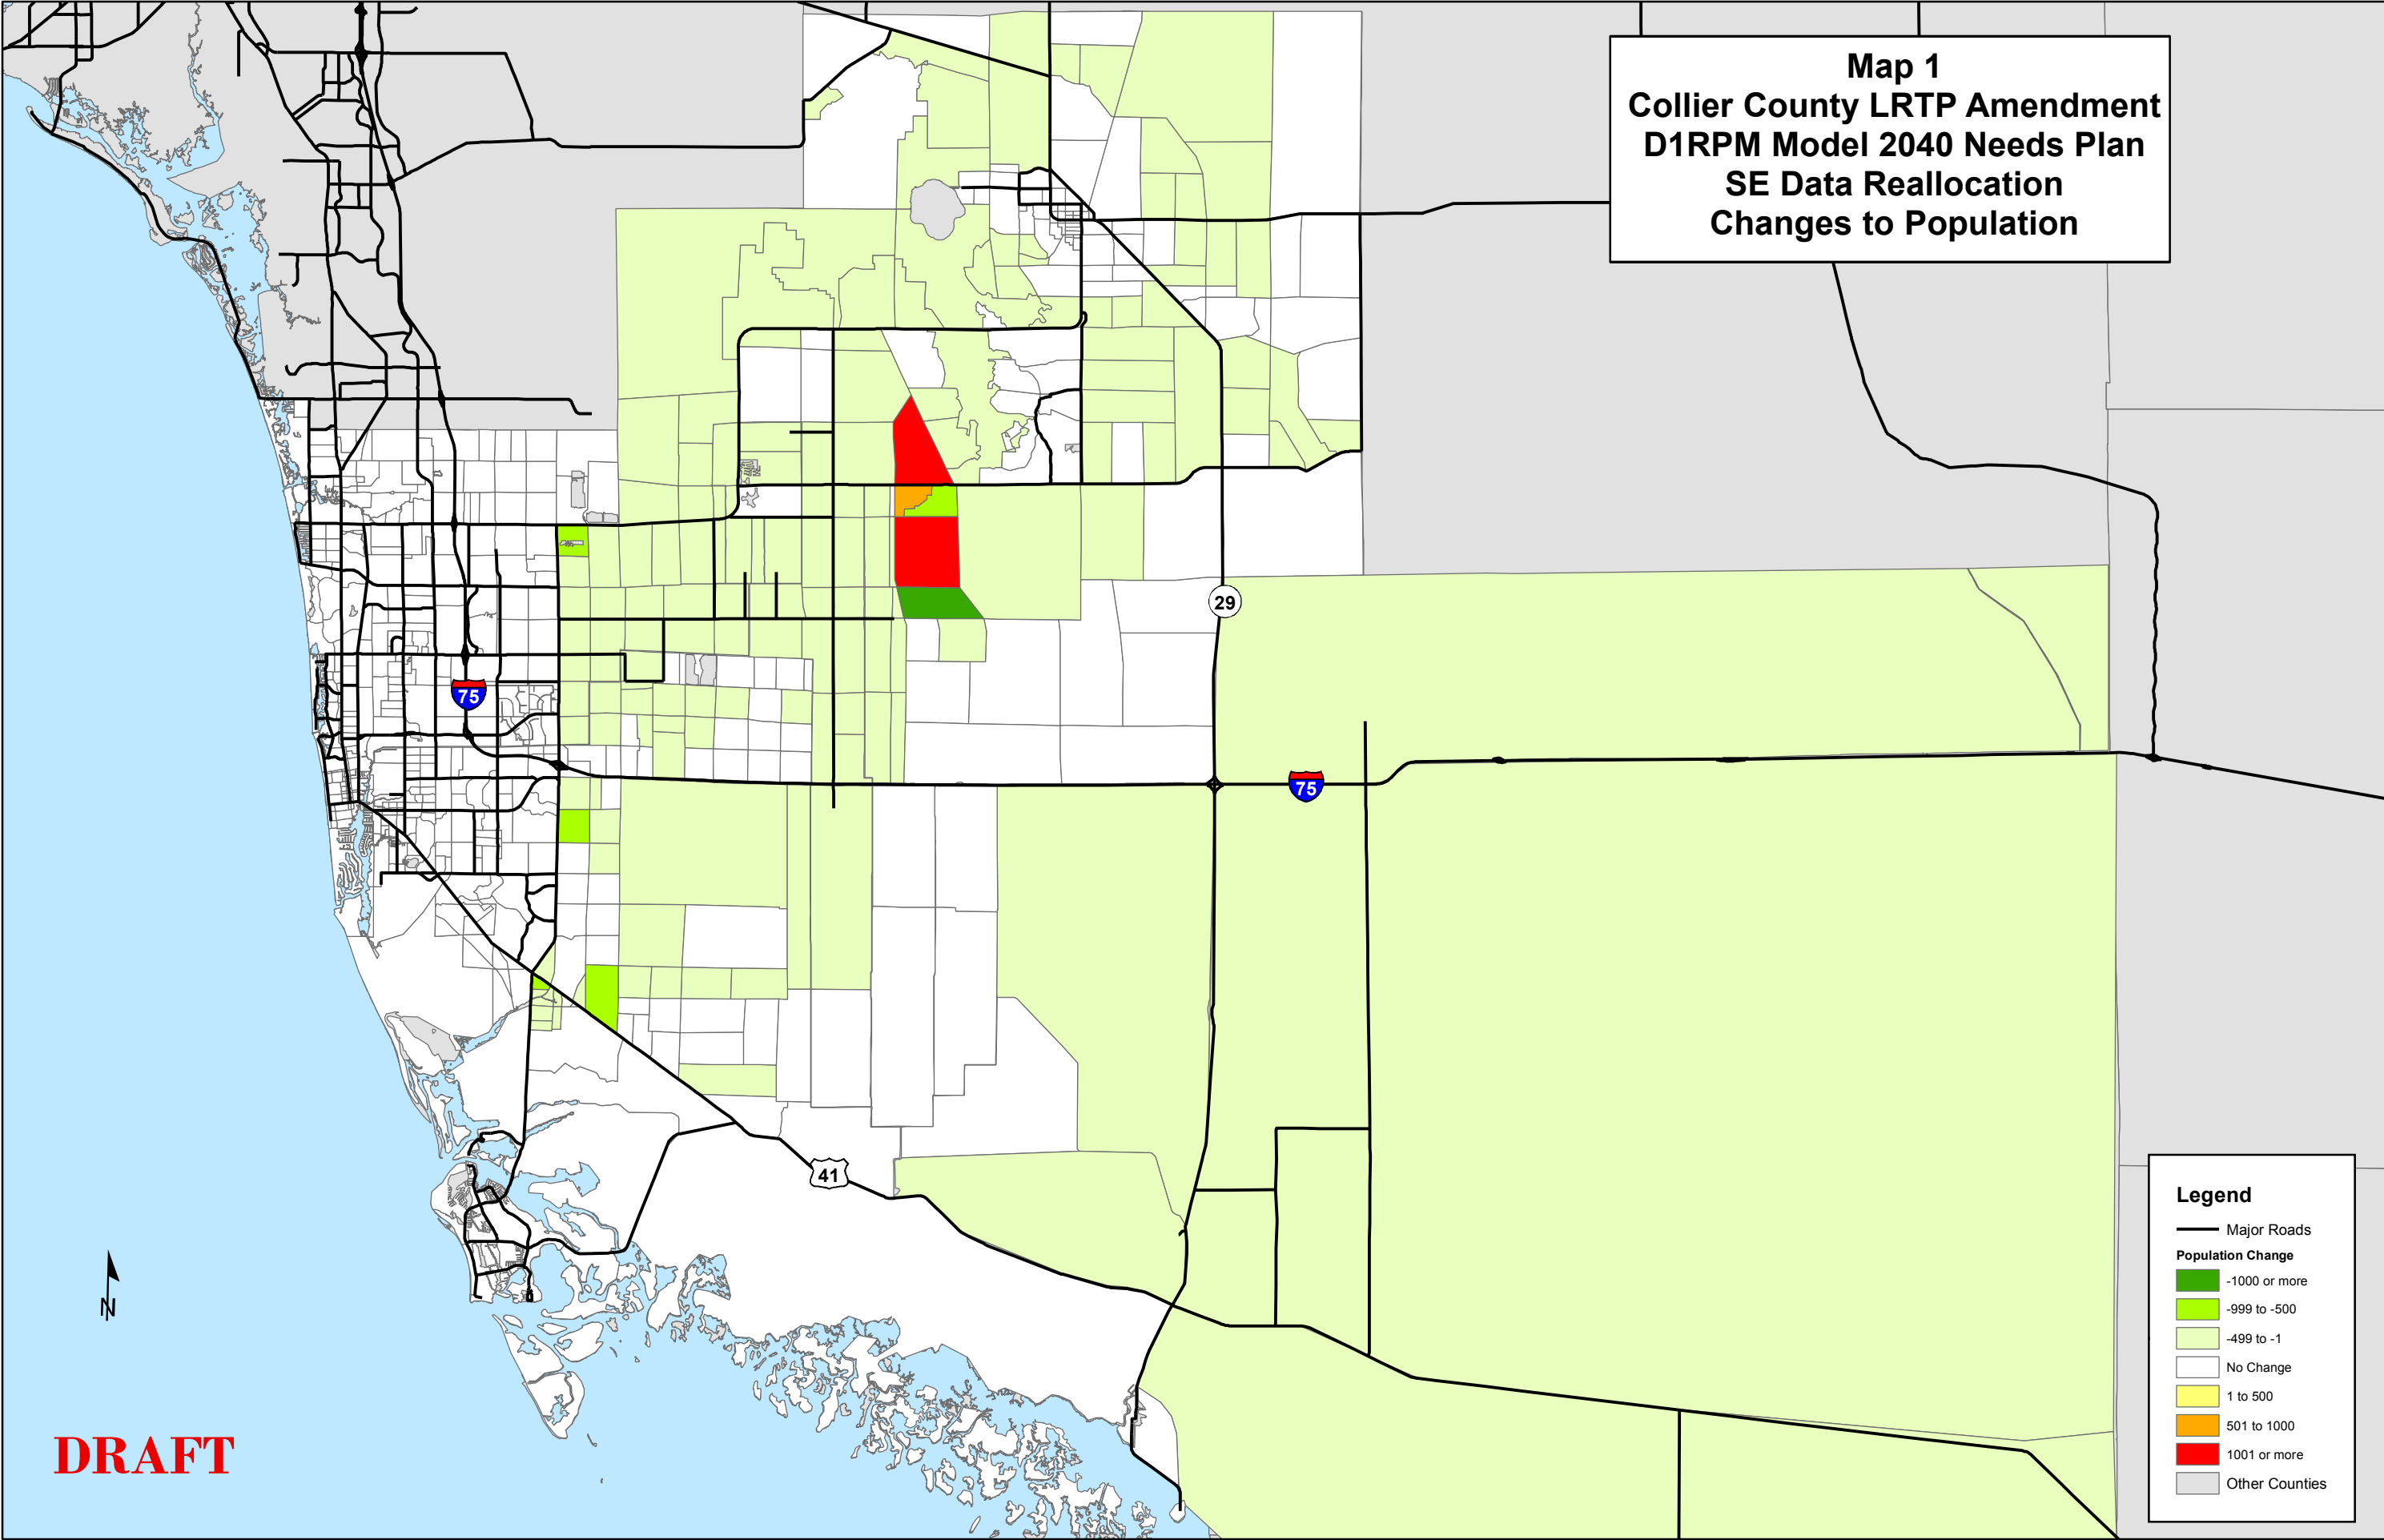 Map 1
Collier County LRTP Amendment
D1RPM Model 2040 Needs Plan
SE Data Reallocation
Changes to Population
29
75
75
41
N
DRAFT
Legend
Major Roads
Population Change
-1000 or more
-999 to -500
-499 to -1
No Change
1 to 500
501 to 1000
1001 or more
Other Counties